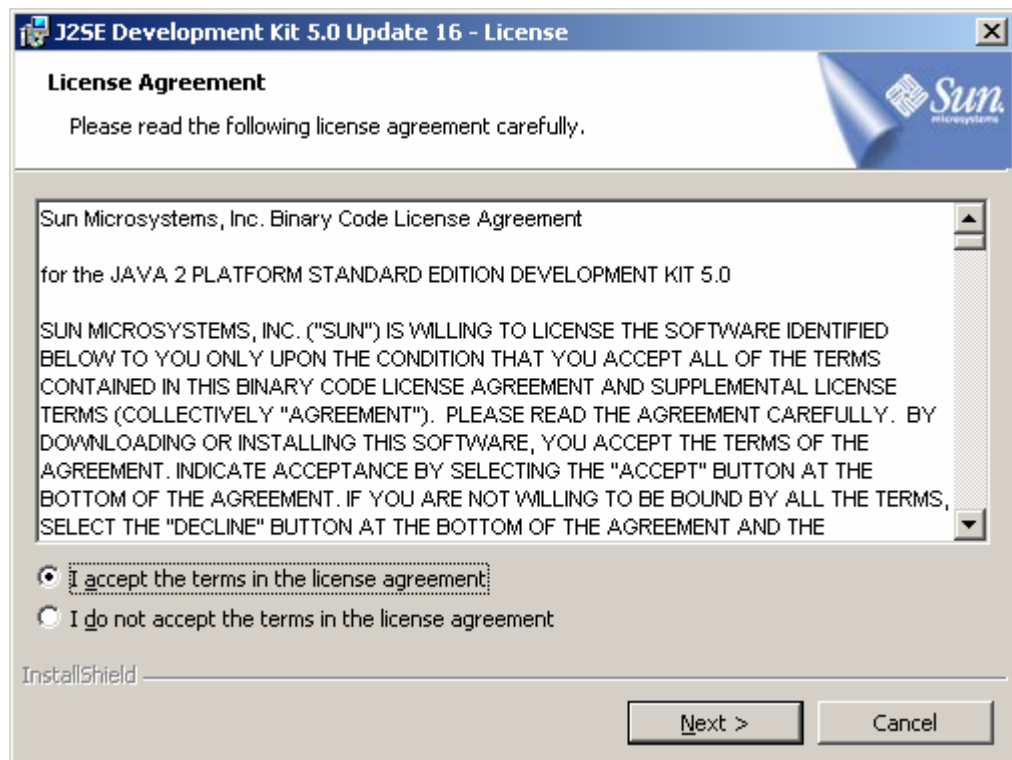 J2SE Development Kit 5.0 Update 16 - License
License Agreement
Please read the following license agreement carefully.
Sun
microsystems
Sun Microsystems, Inc. Binary Code License Agreement
for the JAVA 2 PLATFORM STANDARD EDITION DEVELOPMENT KIT 5.0
SUN MICROSYSTEMS, INC. ("SUN") IS WILLING TO LICENSE THE SOFTWARE IDENTIFIED
BELOW TO YOU ONLY UPON THE CONDITION THAT YOU ACCEPT ALL OF THE TERMS
CONTAINED IN THIS BINARY CODE LICENSE AGREEMENT AND SUPPLEMENTAL LICENSE
TERMS (COLLECTIVELY "AGREEMENT").  PLEASE READ THE AGREEMENT CAREFULLY.  BY
DOWNLOADING OR INSTALLING THIS SOFTWARE, YOU ACCEPT THE TERMS OF THE
AGREEMENT. INDICATE ACCEPTANCE BY SELECTING THE "ACCEPT" BUTTON AT THE
BOTTOM OF THE AGREEMENT. IF YOU ARE NOT WILLING TO BE BOUND BY ALL THE TERMS,
SELECT THE "DECLINE" BUTTON AT THE BOTTOM OF THE AGREEMENT AND THE
I accept the terms in the license agreement
I do not accept the terms in the license agreement
InstallShield
Next >
Cancel